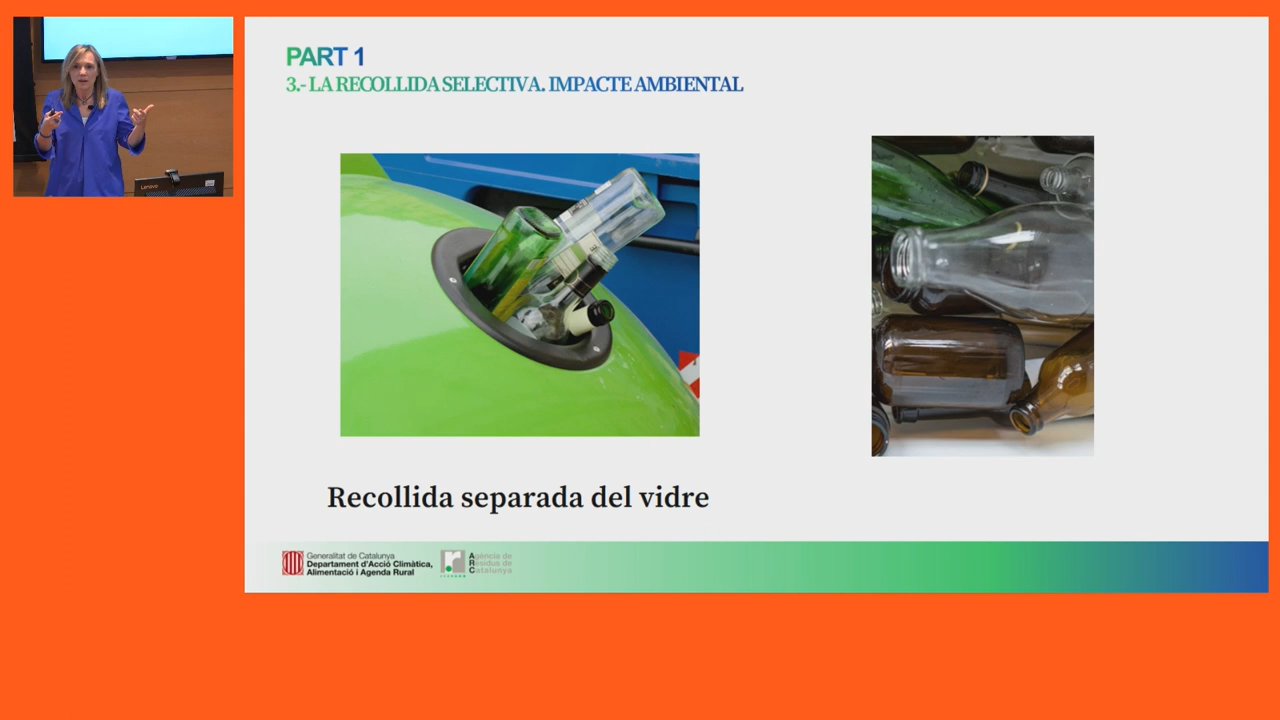 PART 1
3.- LA RECOLLIDA SELECTIVA. IMPACTE AMBIENTAL
Recollida separada del vidre
Generalitat de Catalunya
Departament d'Acció Climàtica,
Alimentació i Agenda Rural
Agència de
Residus de
Catalunya
Lenovo